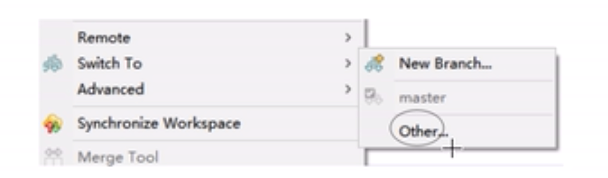 Remote
Switch To
Advanced
Synchronize Workspace
Merge Tool
New Branch...
master
Other...